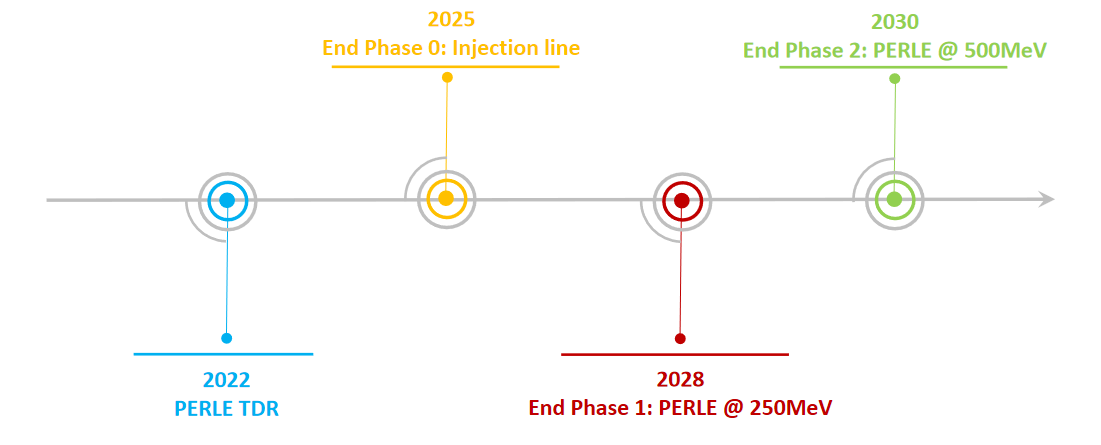 2025
End Phase 0: Injection line
2030
End Phase 2: PERLE @ 500MeV
2022
PERLE TDR
2028
End Phase 1: PERLE @ 250MeV